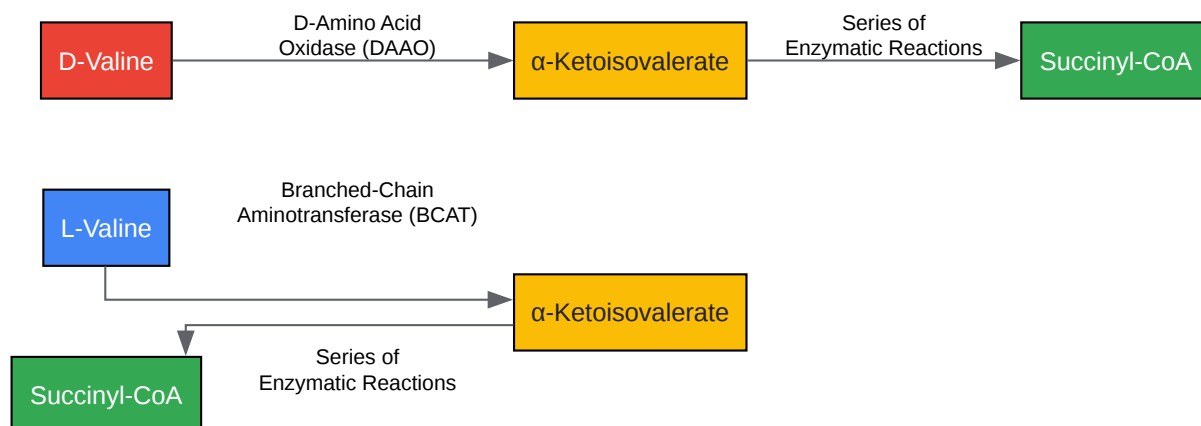 D-Valine
D-Amino Acid
Oxidase (DAAO)
α-Ketoisovalerate
Series of
Enzymatic Reactions
Succinyl-CoA
L-Valine
Branched-Chain
Aminotransferase (BCAT)
α-Ketoisovalerate
Series of
Enzymatic Reactions
Succinyl-CoA